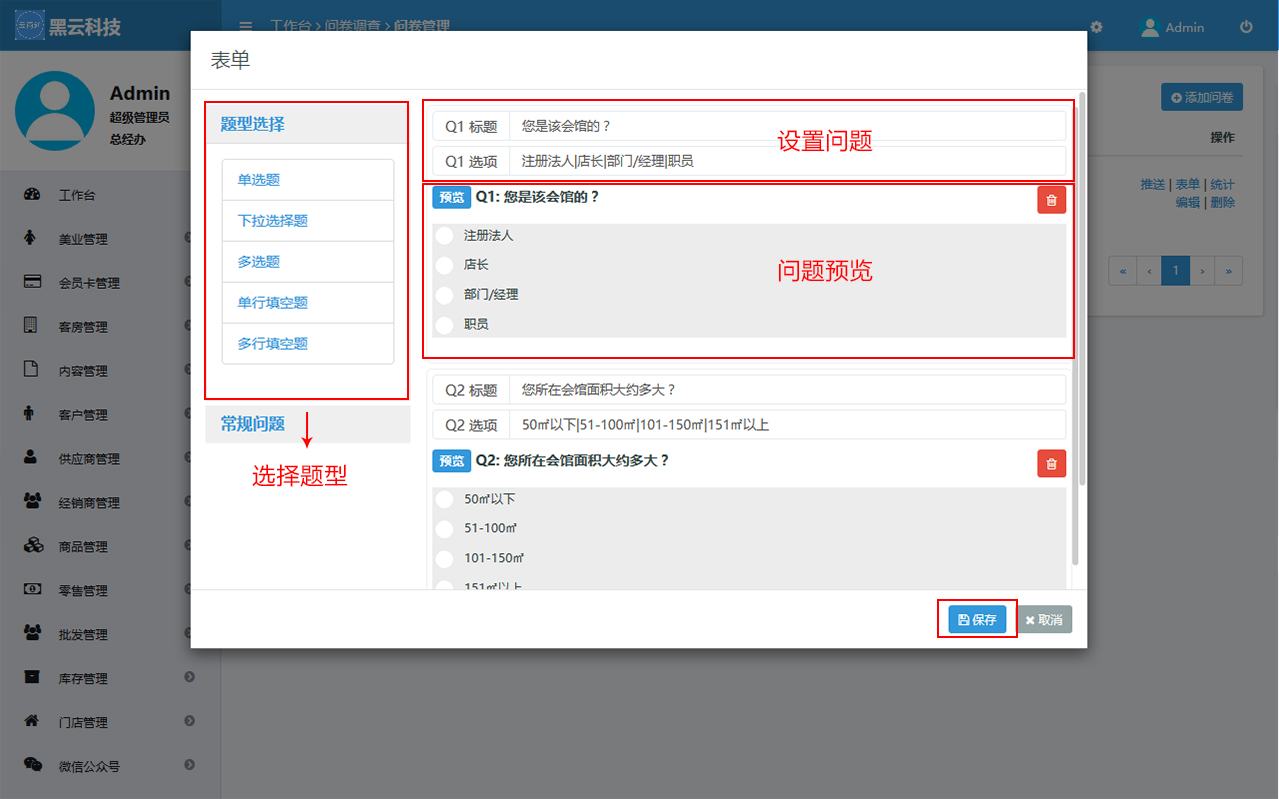 黑云科技
工作台 > 问卷调查 > 问卷管理
Admin
Admin
超级管理员
总经办
工作台
美业管理
会员卡管理
客房管理
内容管理
客户管理
供应商管理
经销商管理
商品管理
零售管理
批发管理
库存管理
门店管理
微信公众号
添加问卷
操作
推送 | 表单 | 统计
编辑 | 删除
« ‹ 1 › »
表单
题型选择
单选题
下拉选择题
多选题
单行填空题
多行填空题
常规问题
选择题型
Q1 标题 您是该会馆的？
Q1 选项 注册法人|店长|部门/经理|职员
设置问题
预览 Q1: 您是该会馆的？
注册法人
店长
部门/经理
职员
问题预览
Q2 标题 您所在会馆面积大约多大？
Q2 选项 50㎡以下|51-100㎡|101-150㎡|151㎡以上
预览 Q2: 您所在会馆面积大约多大？
50㎡以下
51-100㎡
101-150㎡
151㎡以上
保存 取消